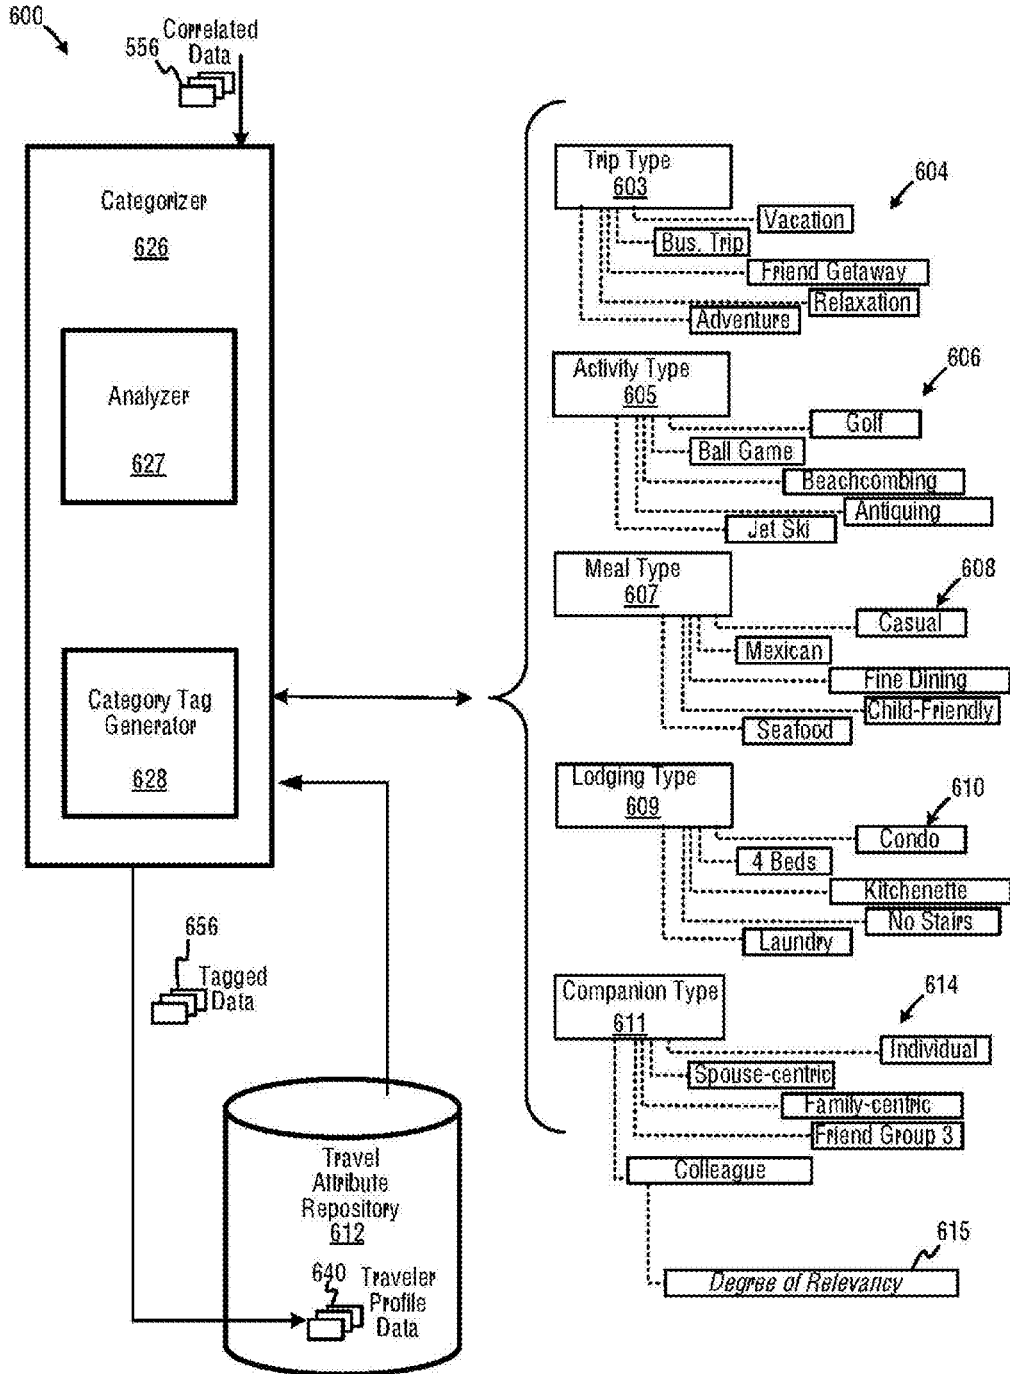 600
Correlated
Data
556
Categorizer
626
Analyzer
627
Category Tag
Generator
628
656
Tagged
Data
Travel
Attribute
Repository
612
640
Traveler
Profile
Data
Trip Type
603
604
Vacation
Bus. Trip
Friend Getaway
Relaxation
Adventure
Activity Type
605
606
Golf
Ball Game
Beachcombing
Antiquing
Jet Ski
Meal Type
607
608
Casual
Mexican
Fine Dining
Child-Friendly
Seafood
Lodging Type
609
610
Condo
4 Beds
Kitchenette
No Stairs
Laundry
Companion Type
611
614
Individual
Spouse-centric
Family-centric
Friend Group 3
Colleague
615
Degree of Relevancy